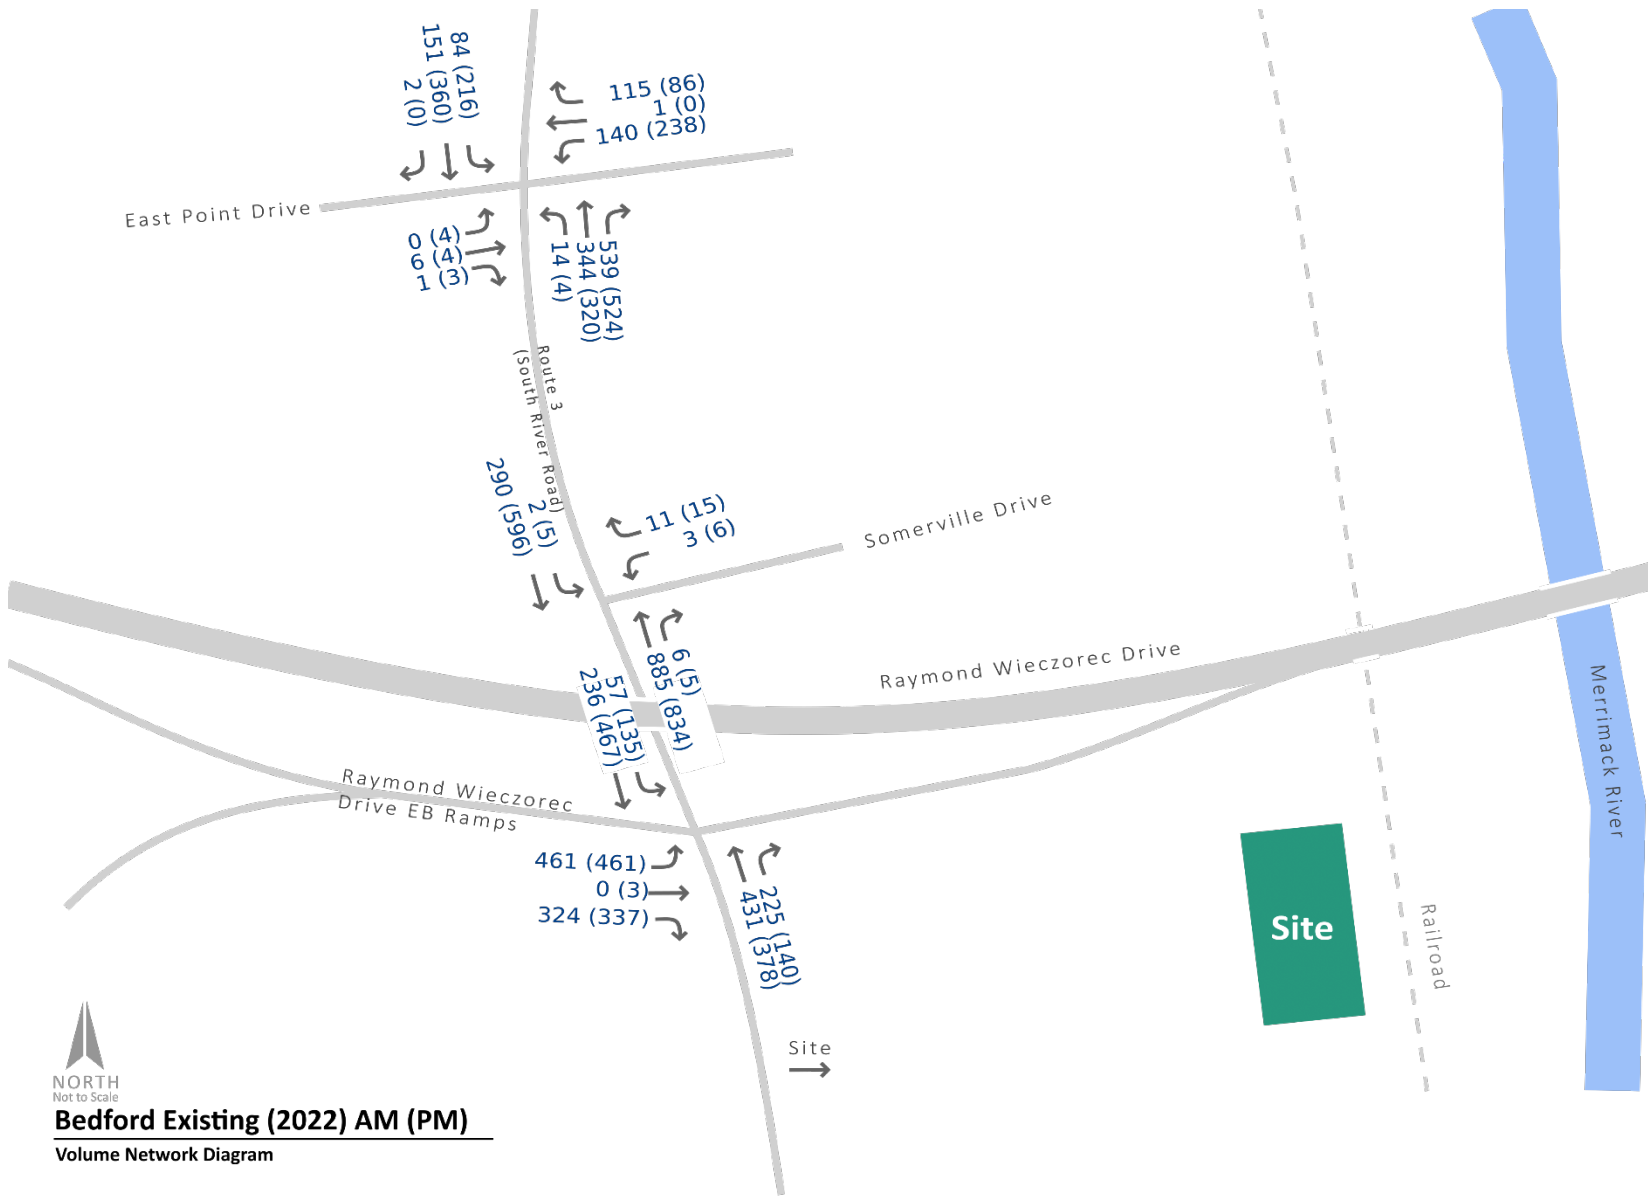 84 (216)
151 (360)
2 (0)
115 (86)
1 (0)
140 (238)
East Point Drive
0 (4)
6 (4)
1 (3)
14 (4)
344 (320)
539 (524)
Route 3
(South River Road)
290 (596)
2 (5)
11 (15)
3 (6)
Somerville Drive
6 (5)
885 (834)
57 (135)
236 (467)
Raymond Wieczorec Drive
Merrimack River
Raymond Wieczorec
Drive EB Ramps
461 (461)
0 (3)
324 (337)
225 (140)
431 (378)
Site
Railroad
Site
NORTH
Not to Scale
Bedford Existing (2022) AM (PM)
Volume Network Diagram